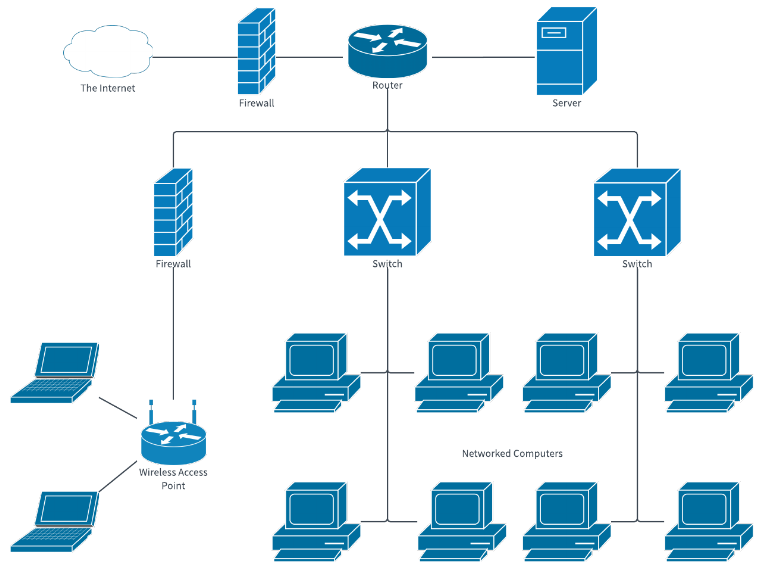 The Internet
Firewall
Router
Server
Firewall
Switch
Switch
Networked Computers
Wireless Access
Point